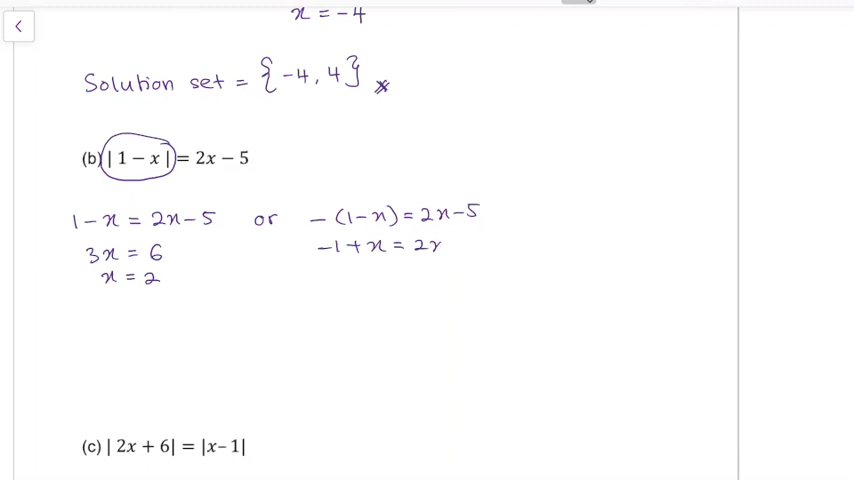 x = -4
Solution set = {-4, 4}
(b) | 1 − x | = 2x − 5
1 - x = 2x - 5 or - (1 - x) = 2x - 5
3x = 6 -1 + x = 2x
x = 2
(c) | 2x + 6| = |x– 1|